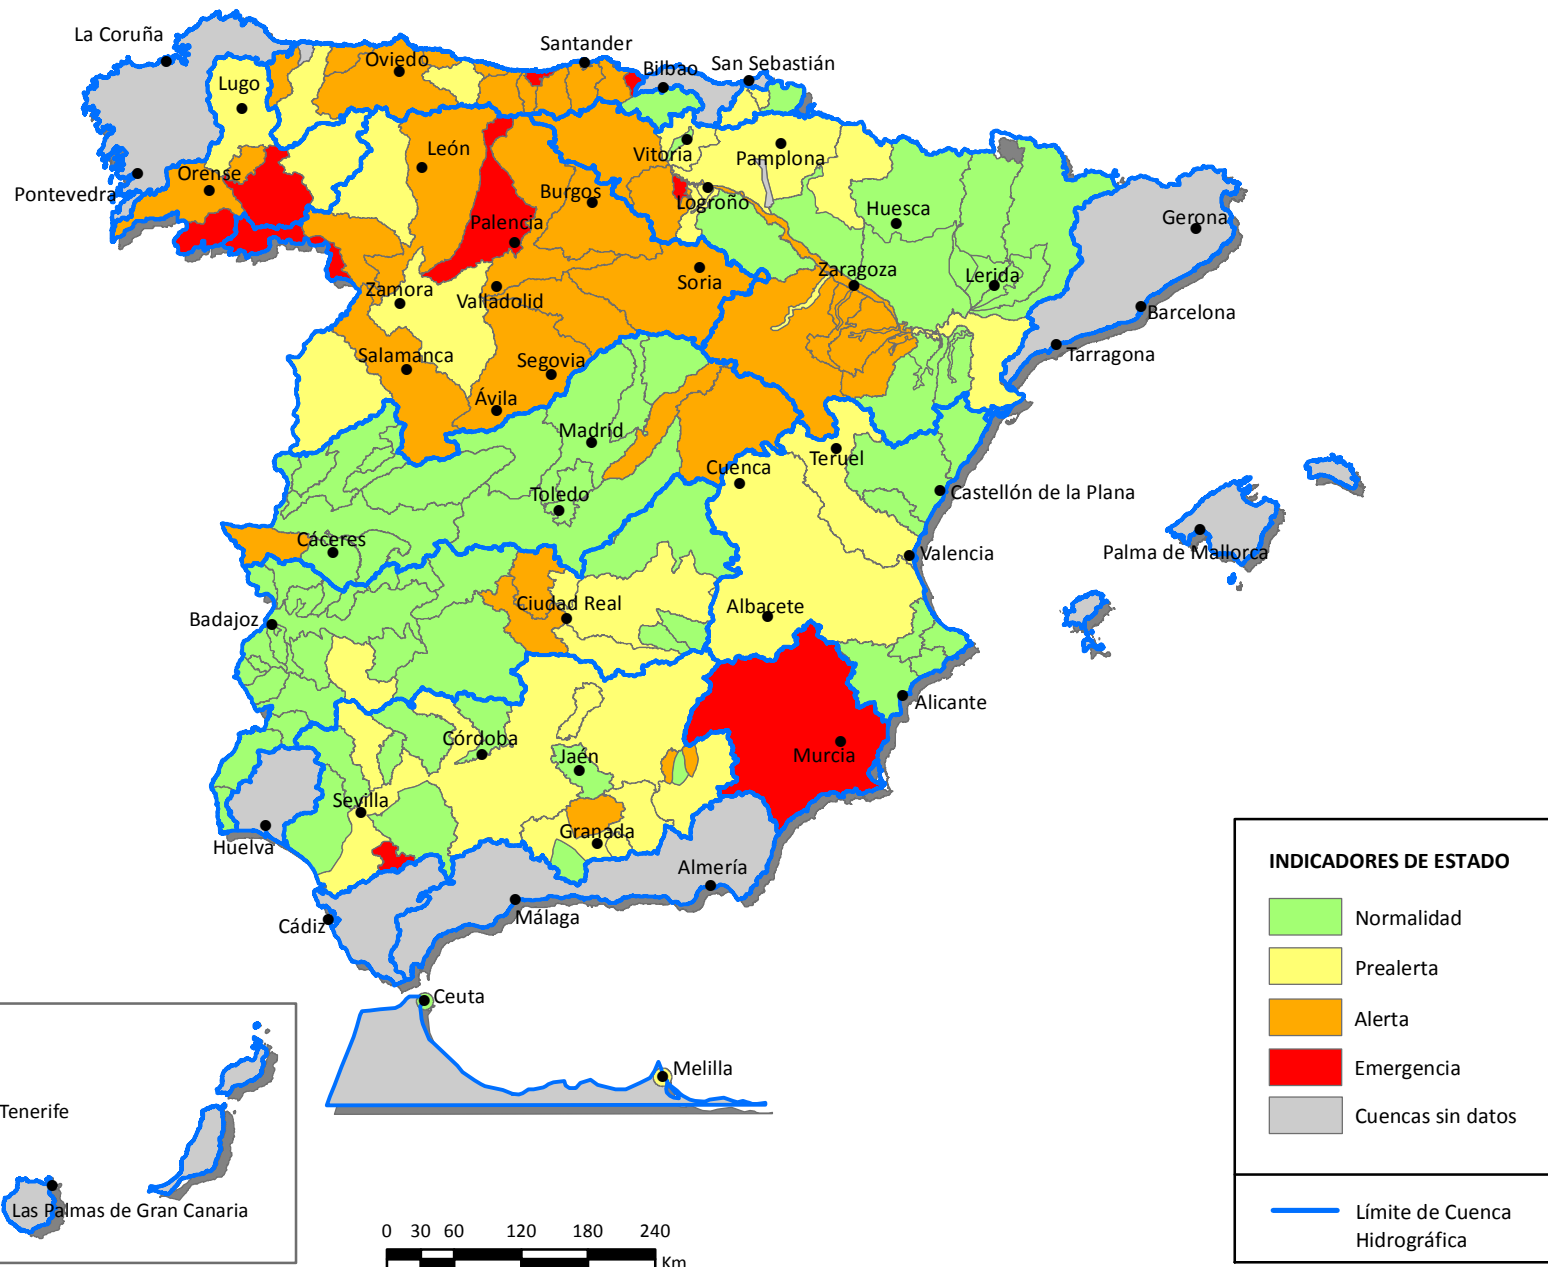 La Coruña
Santander
Oviedo
Bilbao
San Sebastián
Lugo
León
Vitoria
Pamplona
Orense
Pontevedra
Burgos
Logroño
Huesca
Palencia
Gerona
Zaragoza
Lerida
Soria
Zamora
Valladolid
Barcelona
Salamanca
Segovia
Tarragona
Ávila
Madrid
Teruel
Cuenca
Toledo
Castellón de la Plana
Cáceres
Valencia
Palma de Mallorca
Ciudad Real
Albacete
Badajoz
Alicante
Córdoba
Jaén
Murcia
Sevilla
Granada
Huelva
Almería
Cádiz
Málaga
Ceuta
Melilla
Tenerife
Las Palmas de Gran Canaria
0 30 60 120 180 240
Km
INDICADORES DE ESTADO
Normalidad
Prealerta
Alerta
Emergencia
Cuencas sin datos
Límite de Cuenca
Hidrográfica